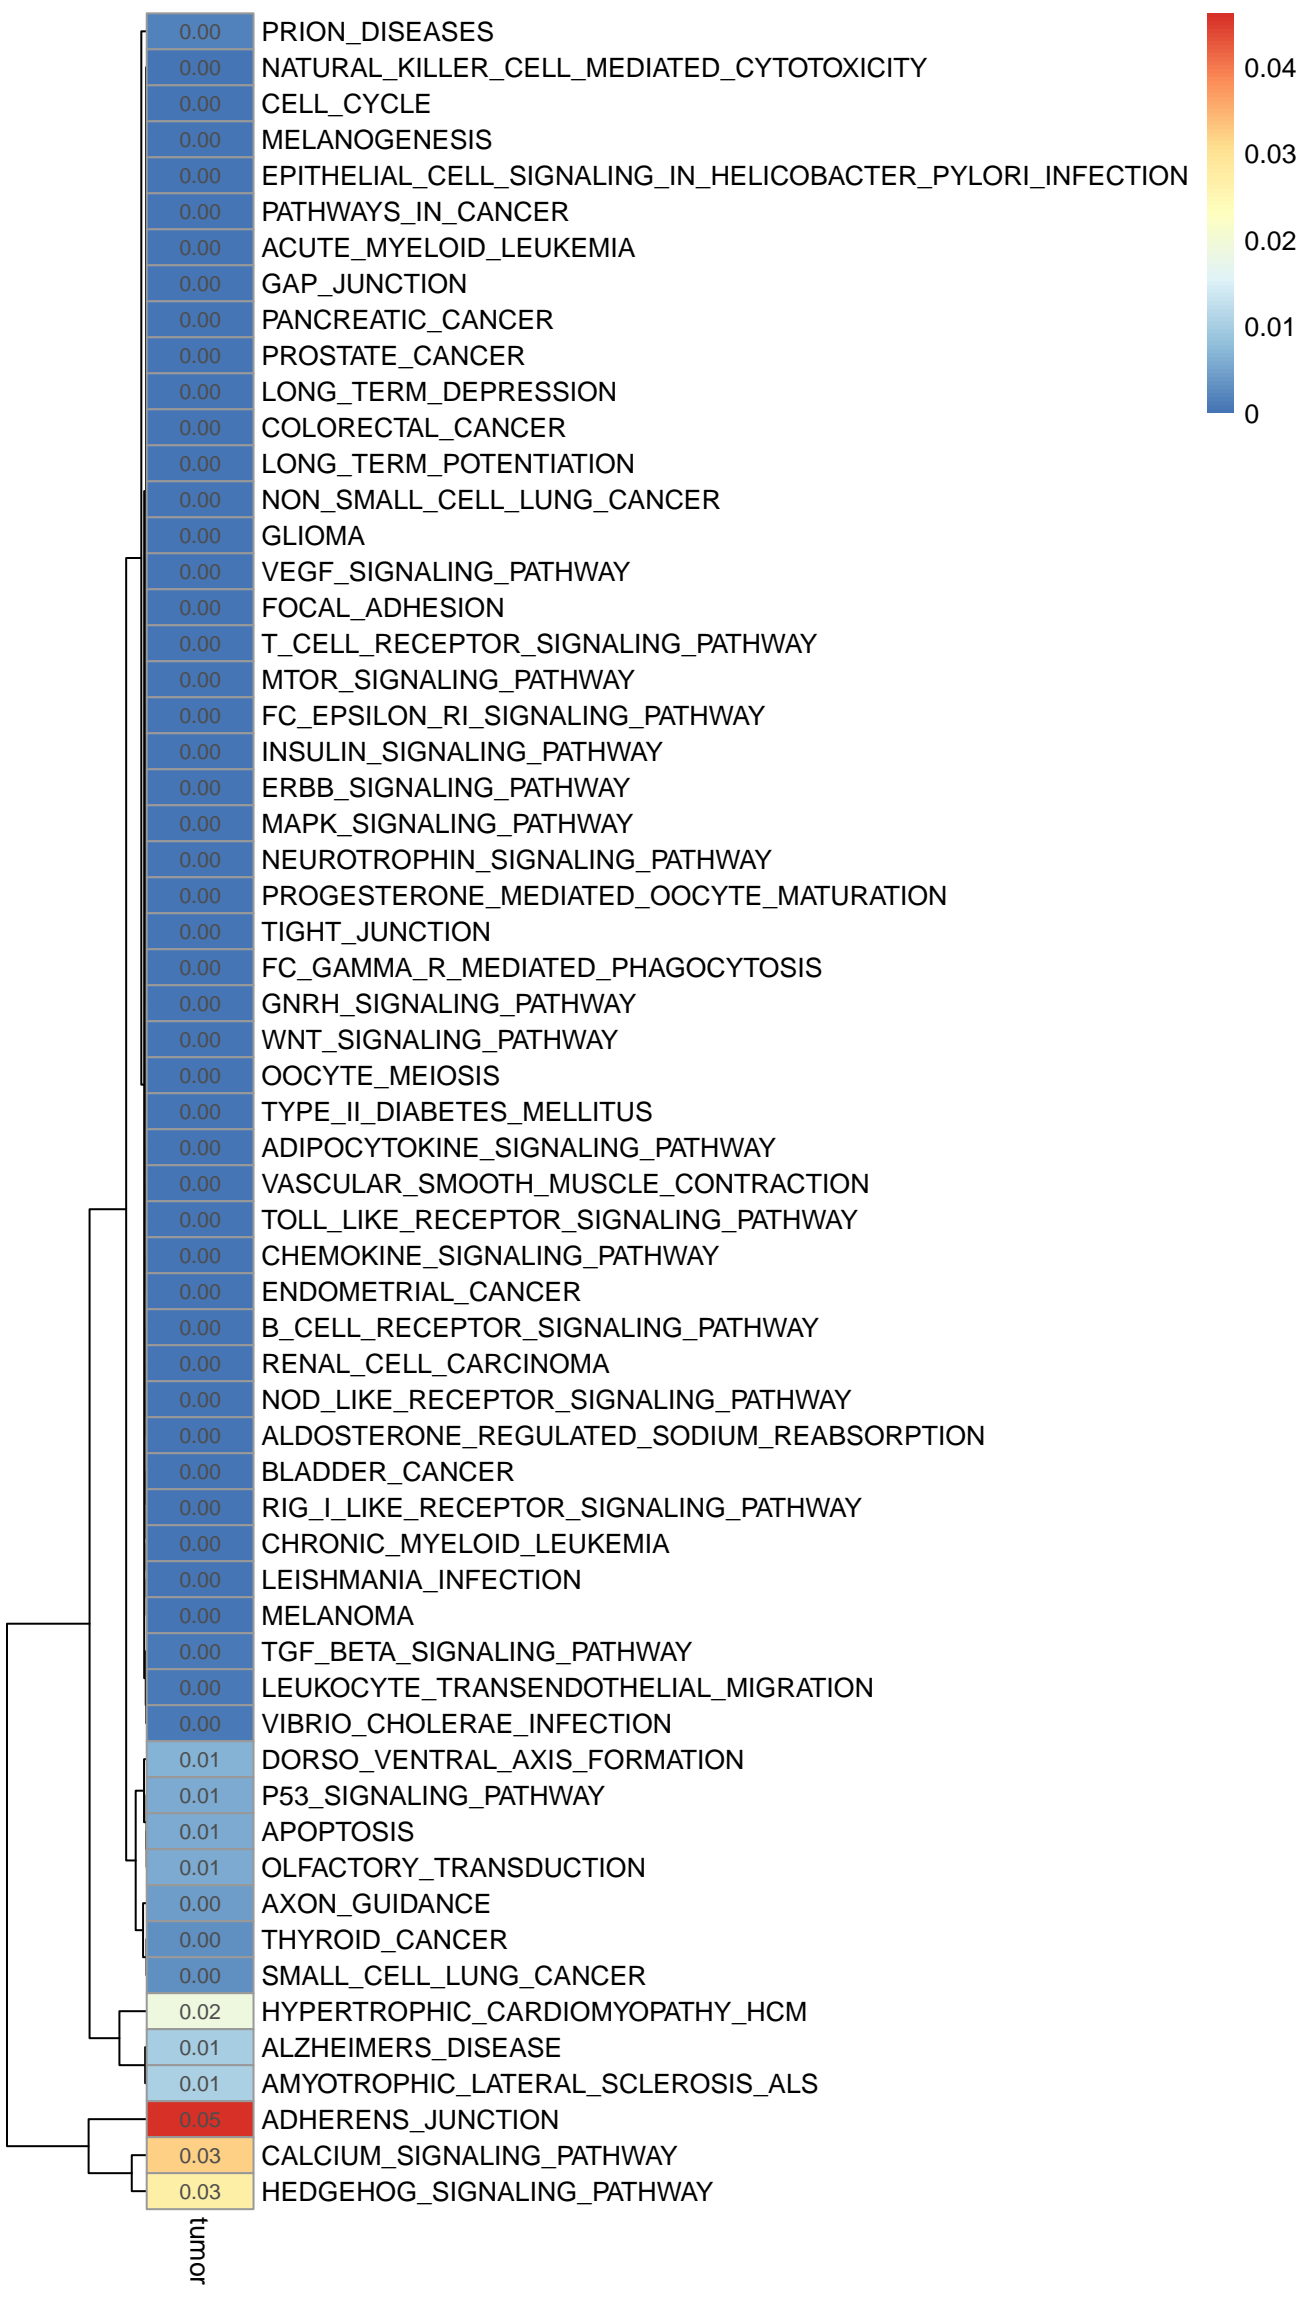 0.00 PRION_DISEASES
0.00 NATURAL_KILLER_CELL_MEDIATED_CYTOTOXICITY
0.00 CELL_CYCLE
0.00 MELANOGENESIS
0.00 EPITHELIAL_CELL_SIGNALING_IN_HELICOBACTER_PYLORI_INFECTION
0.00 PATHWAYS_IN_CANCER
0.00 ACUTE_MYELOID_LEUKEMIA
0.00 GAP_JUNCTION
0.00 PANCREATIC_CANCER
0.00 PROSTATE_CANCER
0.00 LONG_TERM_DEPRESSION
0.00 COLORECTAL_CANCER
0.00 LONG_TERM_POTENTIATION
0.00 NON_SMALL_CELL_LUNG_CANCER
0.00 GLIOMA
0.00 VEGF_SIGNALING_PATHWAY
0.00 FOCAL_ADHESION
0.00 T_CELL_RECEPTOR_SIGNALING_PATHWAY
0.00 MTOR_SIGNALING_PATHWAY
0.00 FC_EPSILON_RI_SIGNALING_PATHWAY
0.00 INSULIN_SIGNALING_PATHWAY
0.00 ERBB_SIGNALING_PATHWAY
0.00 MAPK_SIGNALING_PATHWAY
0.00 NEUROTROPHIN_SIGNALING_PATHWAY
0.00 PROGESTERONE_MEDIATED_OOCYTE_MATURATION
0.00 TIGHT_JUNCTION
0.00 FC_GAMMA_R_MEDIATED_PHAGOCYTOSIS
0.00 GNRH_SIGNALING_PATHWAY
0.00 WNT_SIGNALING_PATHWAY
0.00 OOCYTE_MEIOSIS
0.00 TYPE_II_DIABETES_MELLITUS
0.00 ADIPOCYTOKINE_SIGNALING_PATHWAY
0.00 VASCULAR_SMOOTH_MUSCLE_CONTRACTION
0.00 TOLL_LIKE_RECEPTOR_SIGNALING_PATHWAY
0.00 CHEMOKINE_SIGNALING_PATHWAY
0.00 ENDOMETRIAL_CANCER
0.00 B_CELL_RECEPTOR_SIGNALING_PATHWAY
0.00 RENAL_CELL_CARCINOMA
0.00 NOD_LIKE_RECEPTOR_SIGNALING_PATHWAY
0.00 ALDOSTERONE_REGULATED_SODIUM_REABSORPTION
0.00 BLADDER_CANCER
0.00 RIG_I_LIKE_RECEPTOR_SIGNALING_PATHWAY
0.00 CHRONIC_MYELOID_LEUKEMIA
0.00 LEISHMANIA_INFECTION
0.00 MELANOMA
0.00 TGF_BETA_SIGNALING_PATHWAY
0.00 LEUKOCYTE_TRANSENDOTHELIAL_MIGRATION
0.00 VIBRIO_CHOLERAE_INFECTION
0.01 DORSO_VENTRAL_AXIS_FORMATION
0.01 P53_SIGNALING_PATHWAY
0.01 APOPTOSIS
0.01 OLFACTORY_TRANSDUCTION
0.00 AXON_GUIDANCE
0.00 THYROID_CANCER
0.00 SMALL_CELL_LUNG_CANCER
0.02 HYPERTROPHIC_CARDIOMYOPATHY_HCM
0.01 ALZHEIMERS_DISEASE
0.01 AMYOTROPHIC_LATERAL_SCLEROSIS_ALS
0.05 ADHERENS_JUNCTION
0.03 CALCIUM_SIGNALING_PATHWAY
0.03 HEDGEHOG_SIGNALING_PATHWAY
tumor
0.04
0.03
0.02
0.01
0